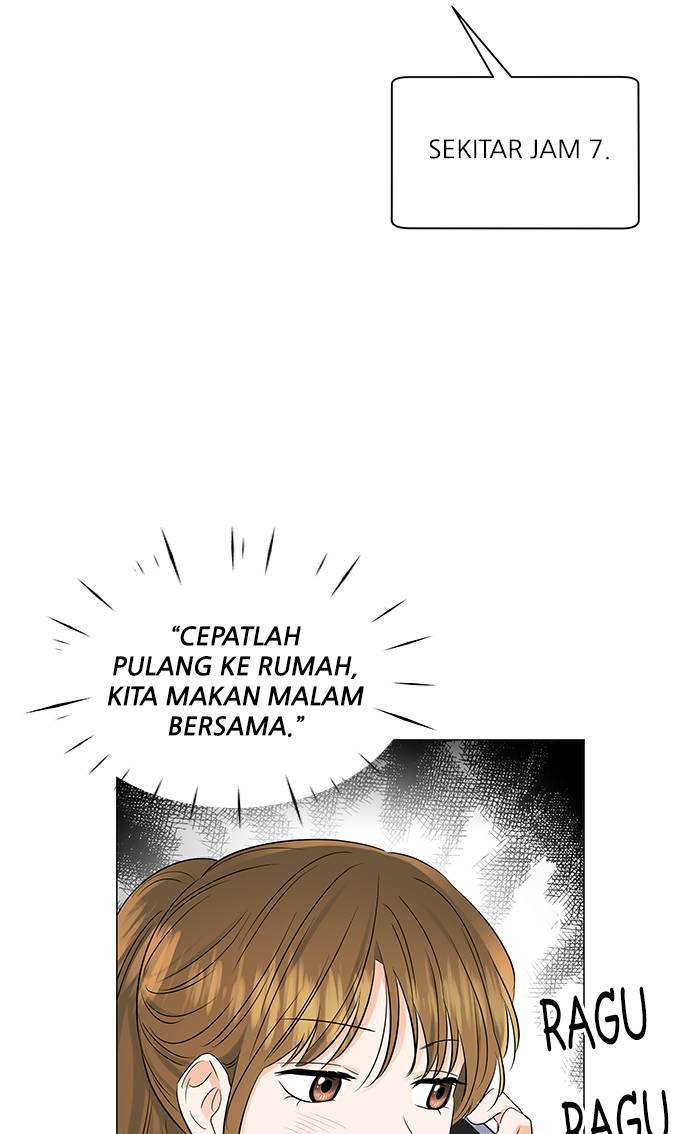 SEKITAR JAM 7.
"CEPATLAH
PULANG KE RUMAH,
KITA MAKAN MALAM
BERSAMA."
RAGU
RAGU